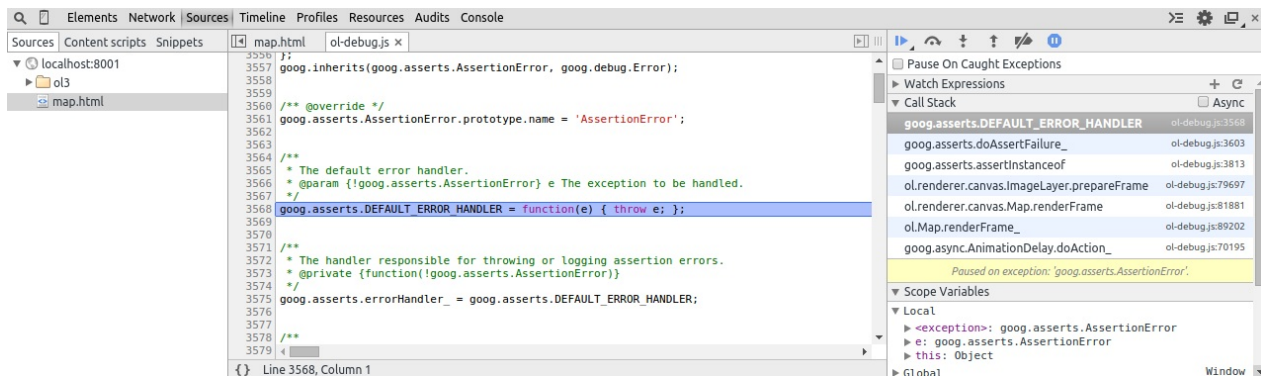 Elements Network Sources Timeline Profiles Resources Audits Console
Sources Content scripts Snippets
map.html ol-debug.js ×
localhost:8001
ol3
map.html
3556 };
3557 goog.inherits(goog.asserts.AssertionError, goog.debug.Error);
3558
3559
3560 /** @override */
3561 goog.asserts.AssertionError.prototype.name = 'AssertionError';
3562
3563
3564 /**
3565 * The default error handler.
3566 * @param {!goog.asserts.AssertionError} e The exception to be handled.
3567 */
3568 goog.asserts.DEFAULT_ERROR_HANDLER = function(e) { throw e; };
3569
3570
3571 /**
3572 * The handler responsible for throwing or logging assertion errors.
3573 * @private {function(!goog.asserts.AssertionError)}
3574 */
3575 goog.asserts.errorHandler_ = goog.asserts.DEFAULT_ERROR_HANDLER;
3576
3577
3578 /**
3579
{} Line 3568, Column 1
Pause On Caught Exceptions
Watch Expressions
Call Stack Async
goog.asserts.DEFAULT_ERROR_HANDLER ol-debug.js:3568
goog.asserts.doAssertFailure_ ol-debug.js:3603
goog.asserts.assertInstanceof ol-debug.js:3813
ol.renderer.canvas.ImageLayer.prepareFrame ol-debug.js:79697
ol.renderer.canvas.Map.renderFrame ol-debug.js:81881
ol.Map.renderFrame_ ol-debug.js:89202
goog.async.AnimationDelay.doAction_ ol-debug.js:70195
Paused on exception: 'goog.asserts.AssertionError'.
Scope Variables
Local
<exception>: goog.asserts.AssertionError
e: goog.asserts.AssertionError
this: Object
Global Window